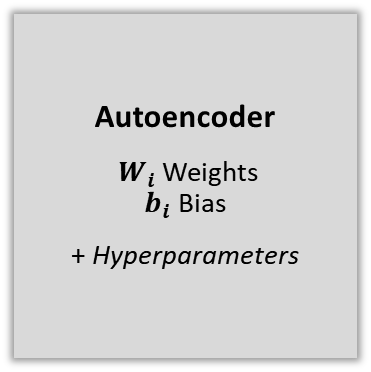 Autoencoder
W_i Weights
b_i Bias
+ Hyperparameters